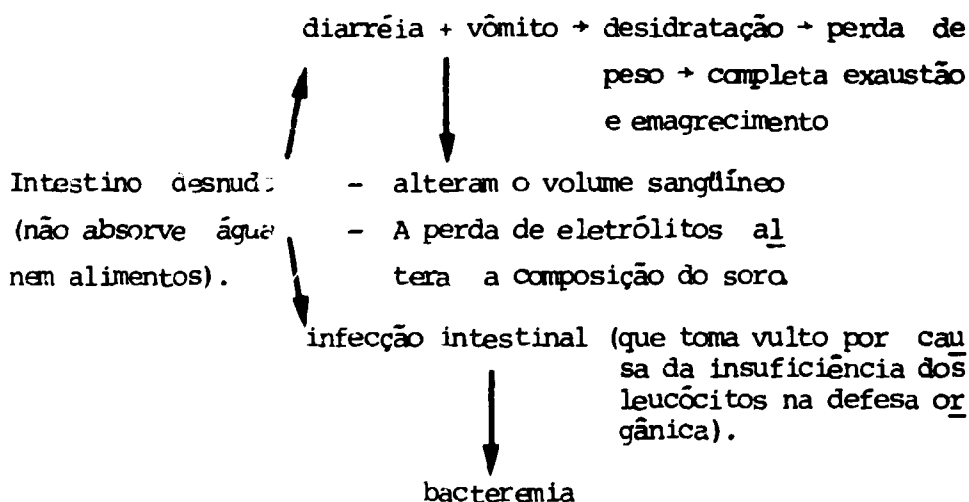 diarréia + vômito → desidratação → perda de
peso → completa exaustão
e emagrecimento
Intestino desnud
(não absorve água
nem alimentos).
- alteram o volume sangüíneo
- A perda de eletrólitos al
tera a composição do soro.
infecção intestinal (que toma vulto por cau
sa da insuficiência dos
leucócitos na defesa or
gânica).
bacteremia